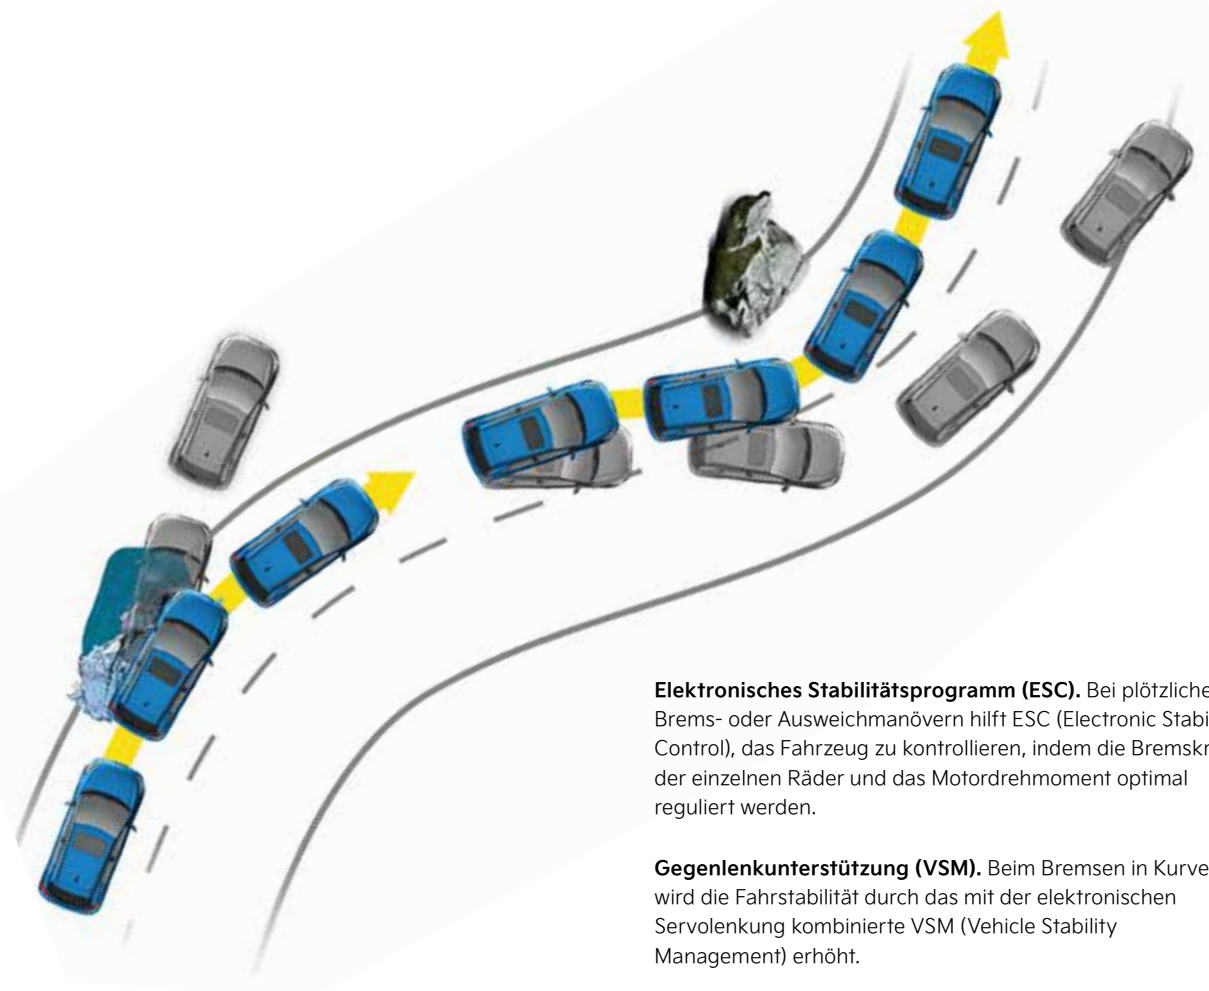 Elektronisches Stabilitätsprogramm (ESC). Bei plötzliche
Brems- oder Ausweichmanövern hilft ESC (Electronic Stabi
Control), das Fahrzeug zu kontrollieren, indem die Bremskr
der einzelnen Räder und das Motordrehmoment optimal
reguliert werden.
Gegenlenkunterstützung (VSM). Beim Bremsen in Kurve
wird die Fahrstabilität durch das mit der elektronischen
Servolenkung kombinierte VSM (Vehicle Stability
Management) erhöht.